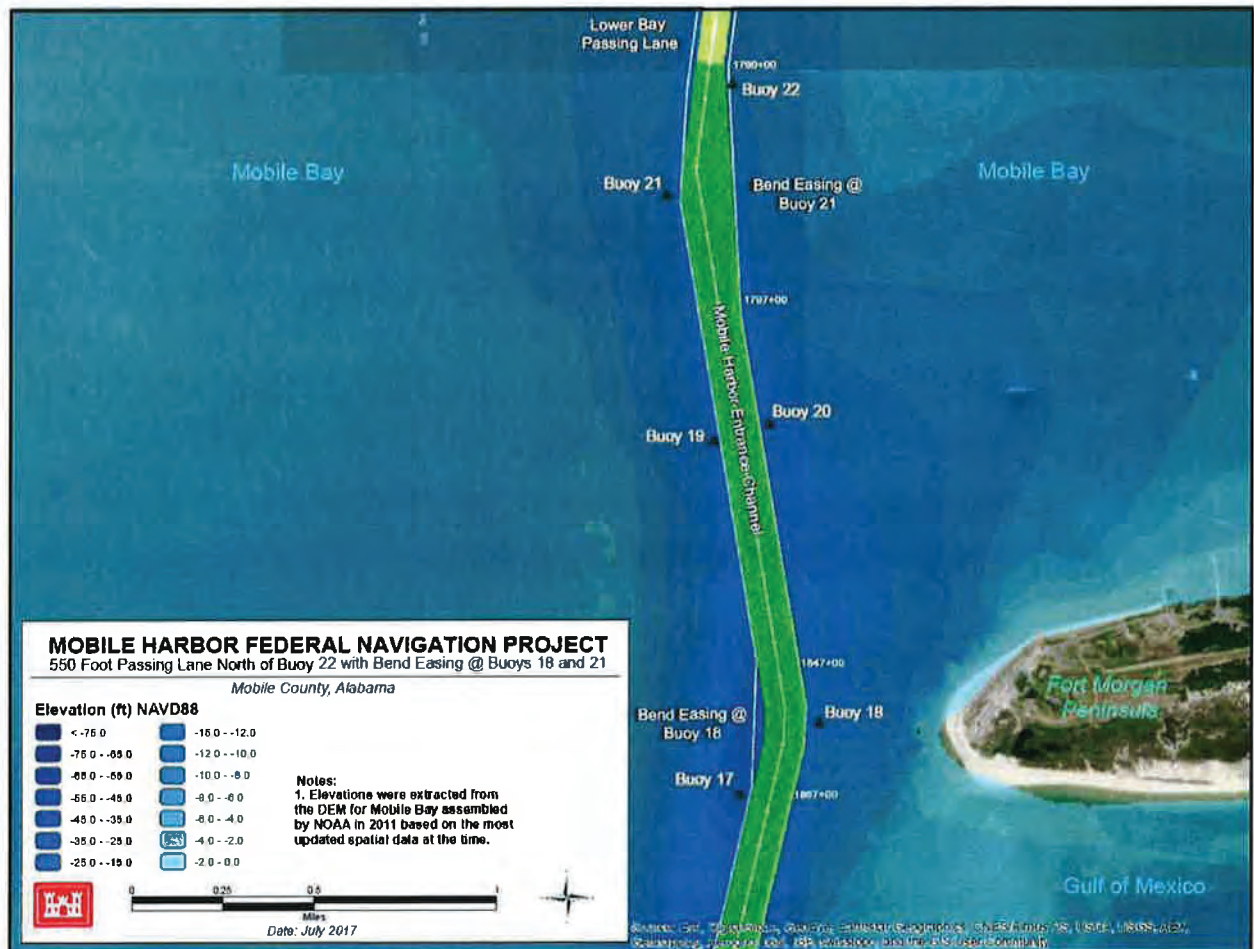 Lower Bay
Passing Lane
1760+00
Buoy 22
Mobile Bay
Mobile Bay
Buoy 21
Bend Easing @
Buoy 21
1797+00
Mobile Harbor Entrance Channel
Buoy 20
Buoy 19
1847+00
Fort Morgan
Peninsula
Bend Easing @
Buoy 18
Buoy 18
Buoy 17
1867+00
Gulf of Mexico
MOBILE HARBOR FEDERAL NAVIGATION PROJECT
550 Foot Passing Lane North of Buoy 22 with Bend Easing @ Buoys 18 and 21
Mobile County, Alabama
Elevation (ft) NAVD88
< -75.0
-75.0 - -65.0
-65.0 - -55.0
-55.0 - -45.0
-45.0 - -35.0
-35.0 - -25.0
-25.0 - -15.0
-15.0 - -12.0
-12.0 - -10.0
-10.0 - -8.0
-8.0 - -6.0
-6.0 - -4.0
-4.0 - -2.0
-2.0 - 0.0
Notes:
1. Elevations were extracted from
the DEM for Mobile Bay assembled
by NOAA in 2011 based on the most
updated spatial data at the time.
0 0.25 0.5 1
Miles
Date: July 2017
and the GIS User Community